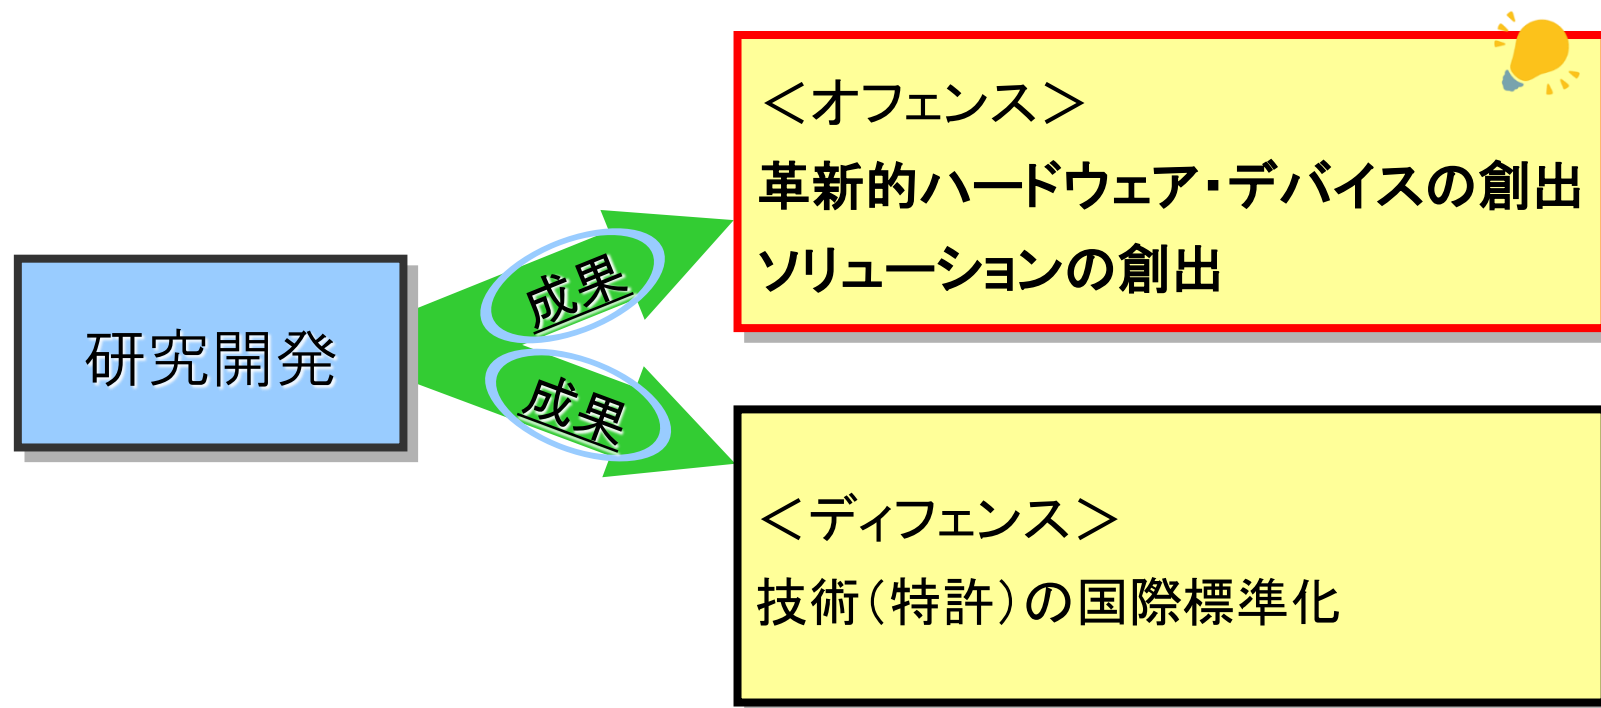 研究開発
成果
成果
＜オフェンス＞
革新的ハードウェア・デバイスの創出
ソリューションの創出
＜ディフェンス＞
技術（特許）の国際標準化